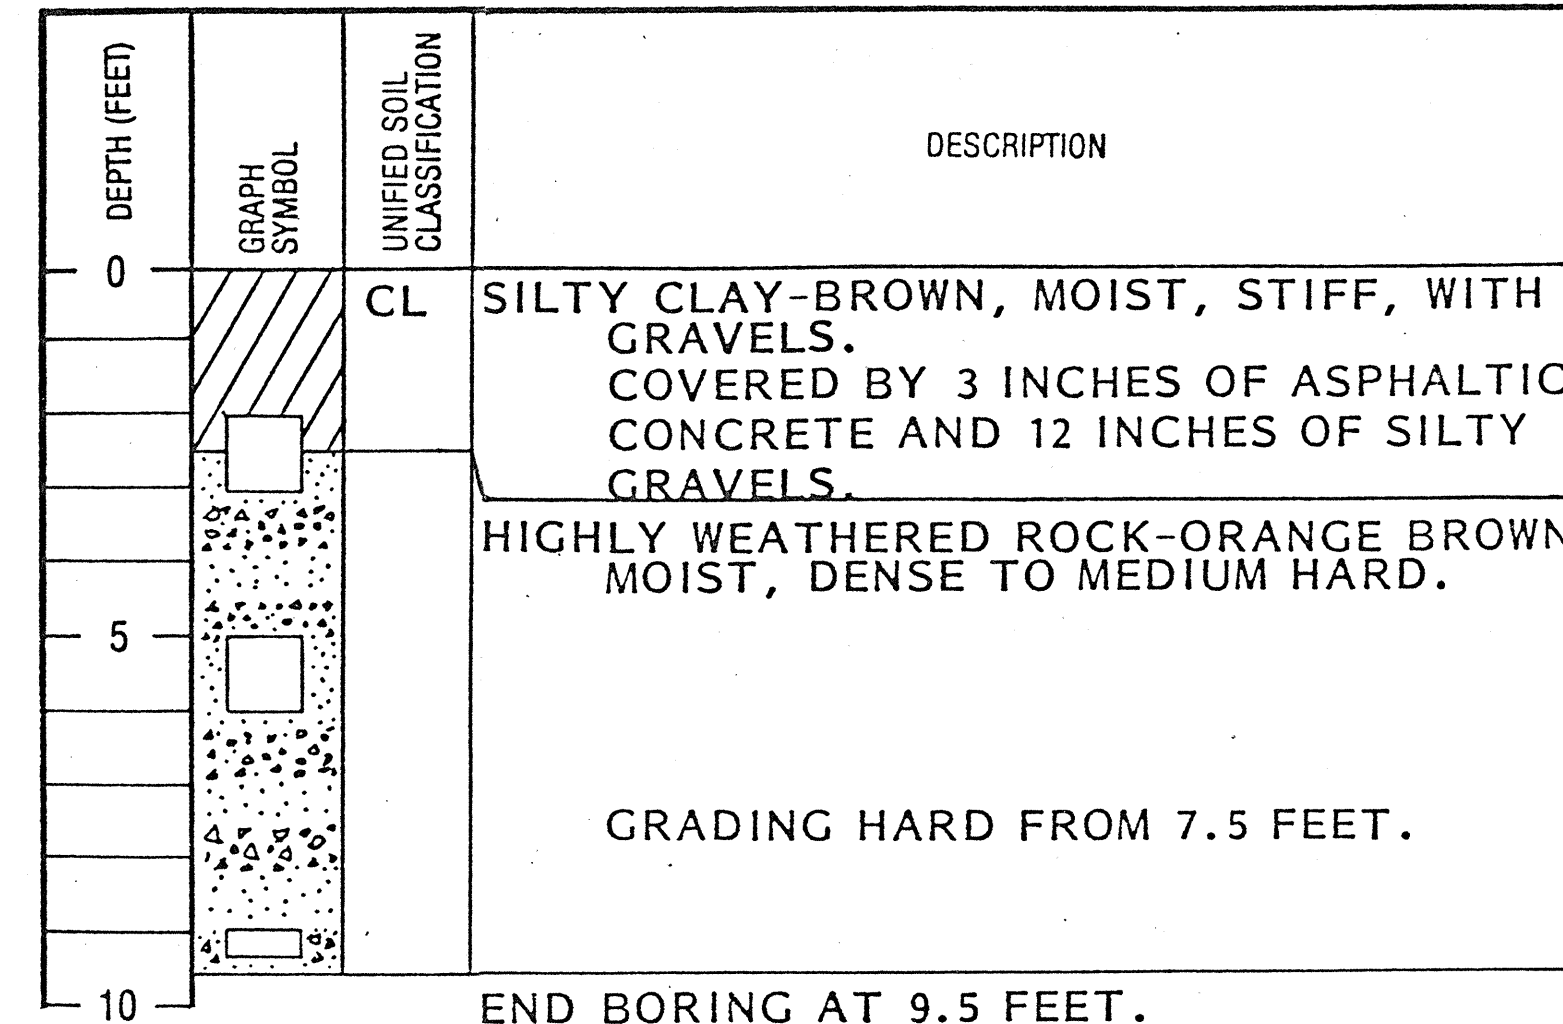 DEPTH (FEET)
GRAPH
SYMBOL
UNIFIED SOIL
CLASSIFICATION
DESCRIPTION
0
CL
SILTY CLAY-BROWN, MOIST, STIFF, WITH
GRAVELS.
COVERED BY 3 INCHES OF ASPHALTIC
CONCRETE AND 12 INCHES OF SILTY
GRAVELS.
HIGHLY WEATHERED ROCK-ORANGE BROWN
MOIST, DENSE TO MEDIUM HARD.
5
GRADING HARD FROM 7.5 FEET.
10
END BORING AT 9.5 FEET.